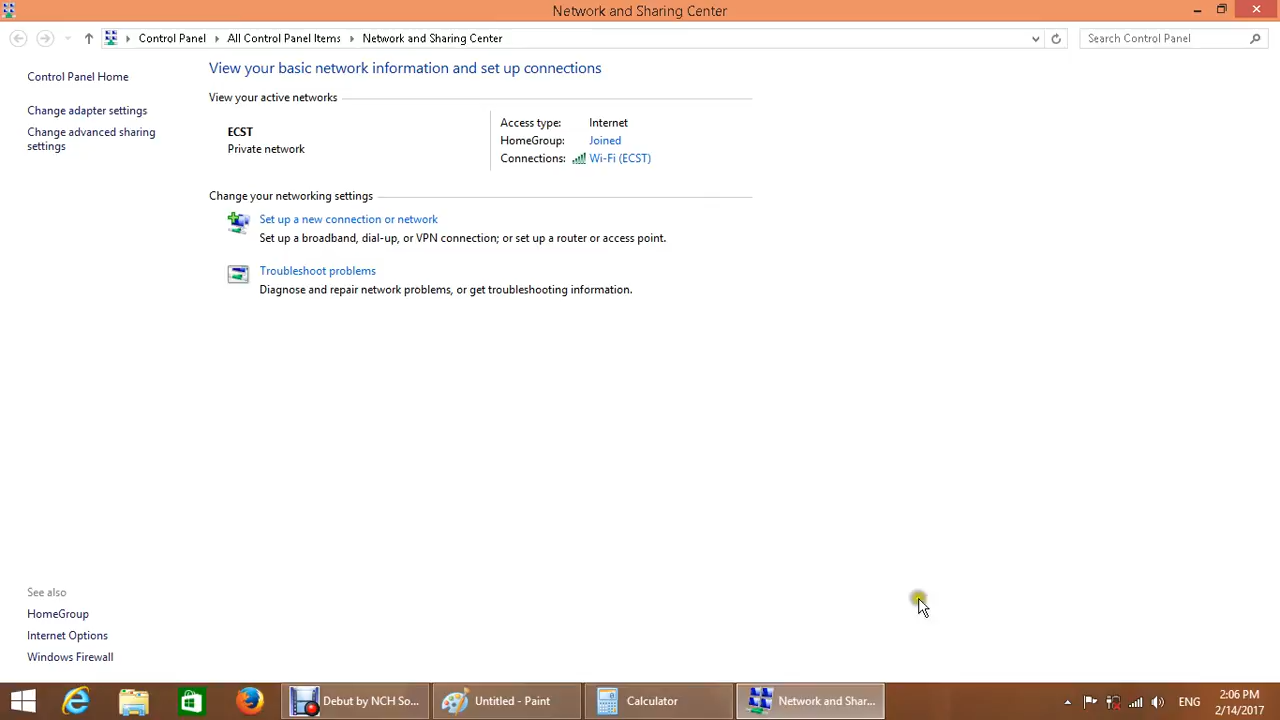 Network and Sharing Center
Control Panel
All Control Panel Items
Network and Sharing Center
Search Control Panel
Control Panel Home
Change adapter settings
Change advanced sharing
settings
View your basic network information and set up connections
View your active networks
ECST
Private network
Access type: Internet
HomeGroup: Joined
Connections: Wi-Fi (ECST)
Change your networking settings
Set up a new connection or network
Set up a broadband, dial-up, or VPN connection; or set up a router or access point.
Troubleshoot problems
Diagnose and repair network problems, or get troubleshooting information.
See also
HomeGroup
Internet Options
Windows Firewall
Debut by NCH So...
Untitled - Paint
Calculator
Network and Shar...
ENG
2:06 PM
2/14/2017